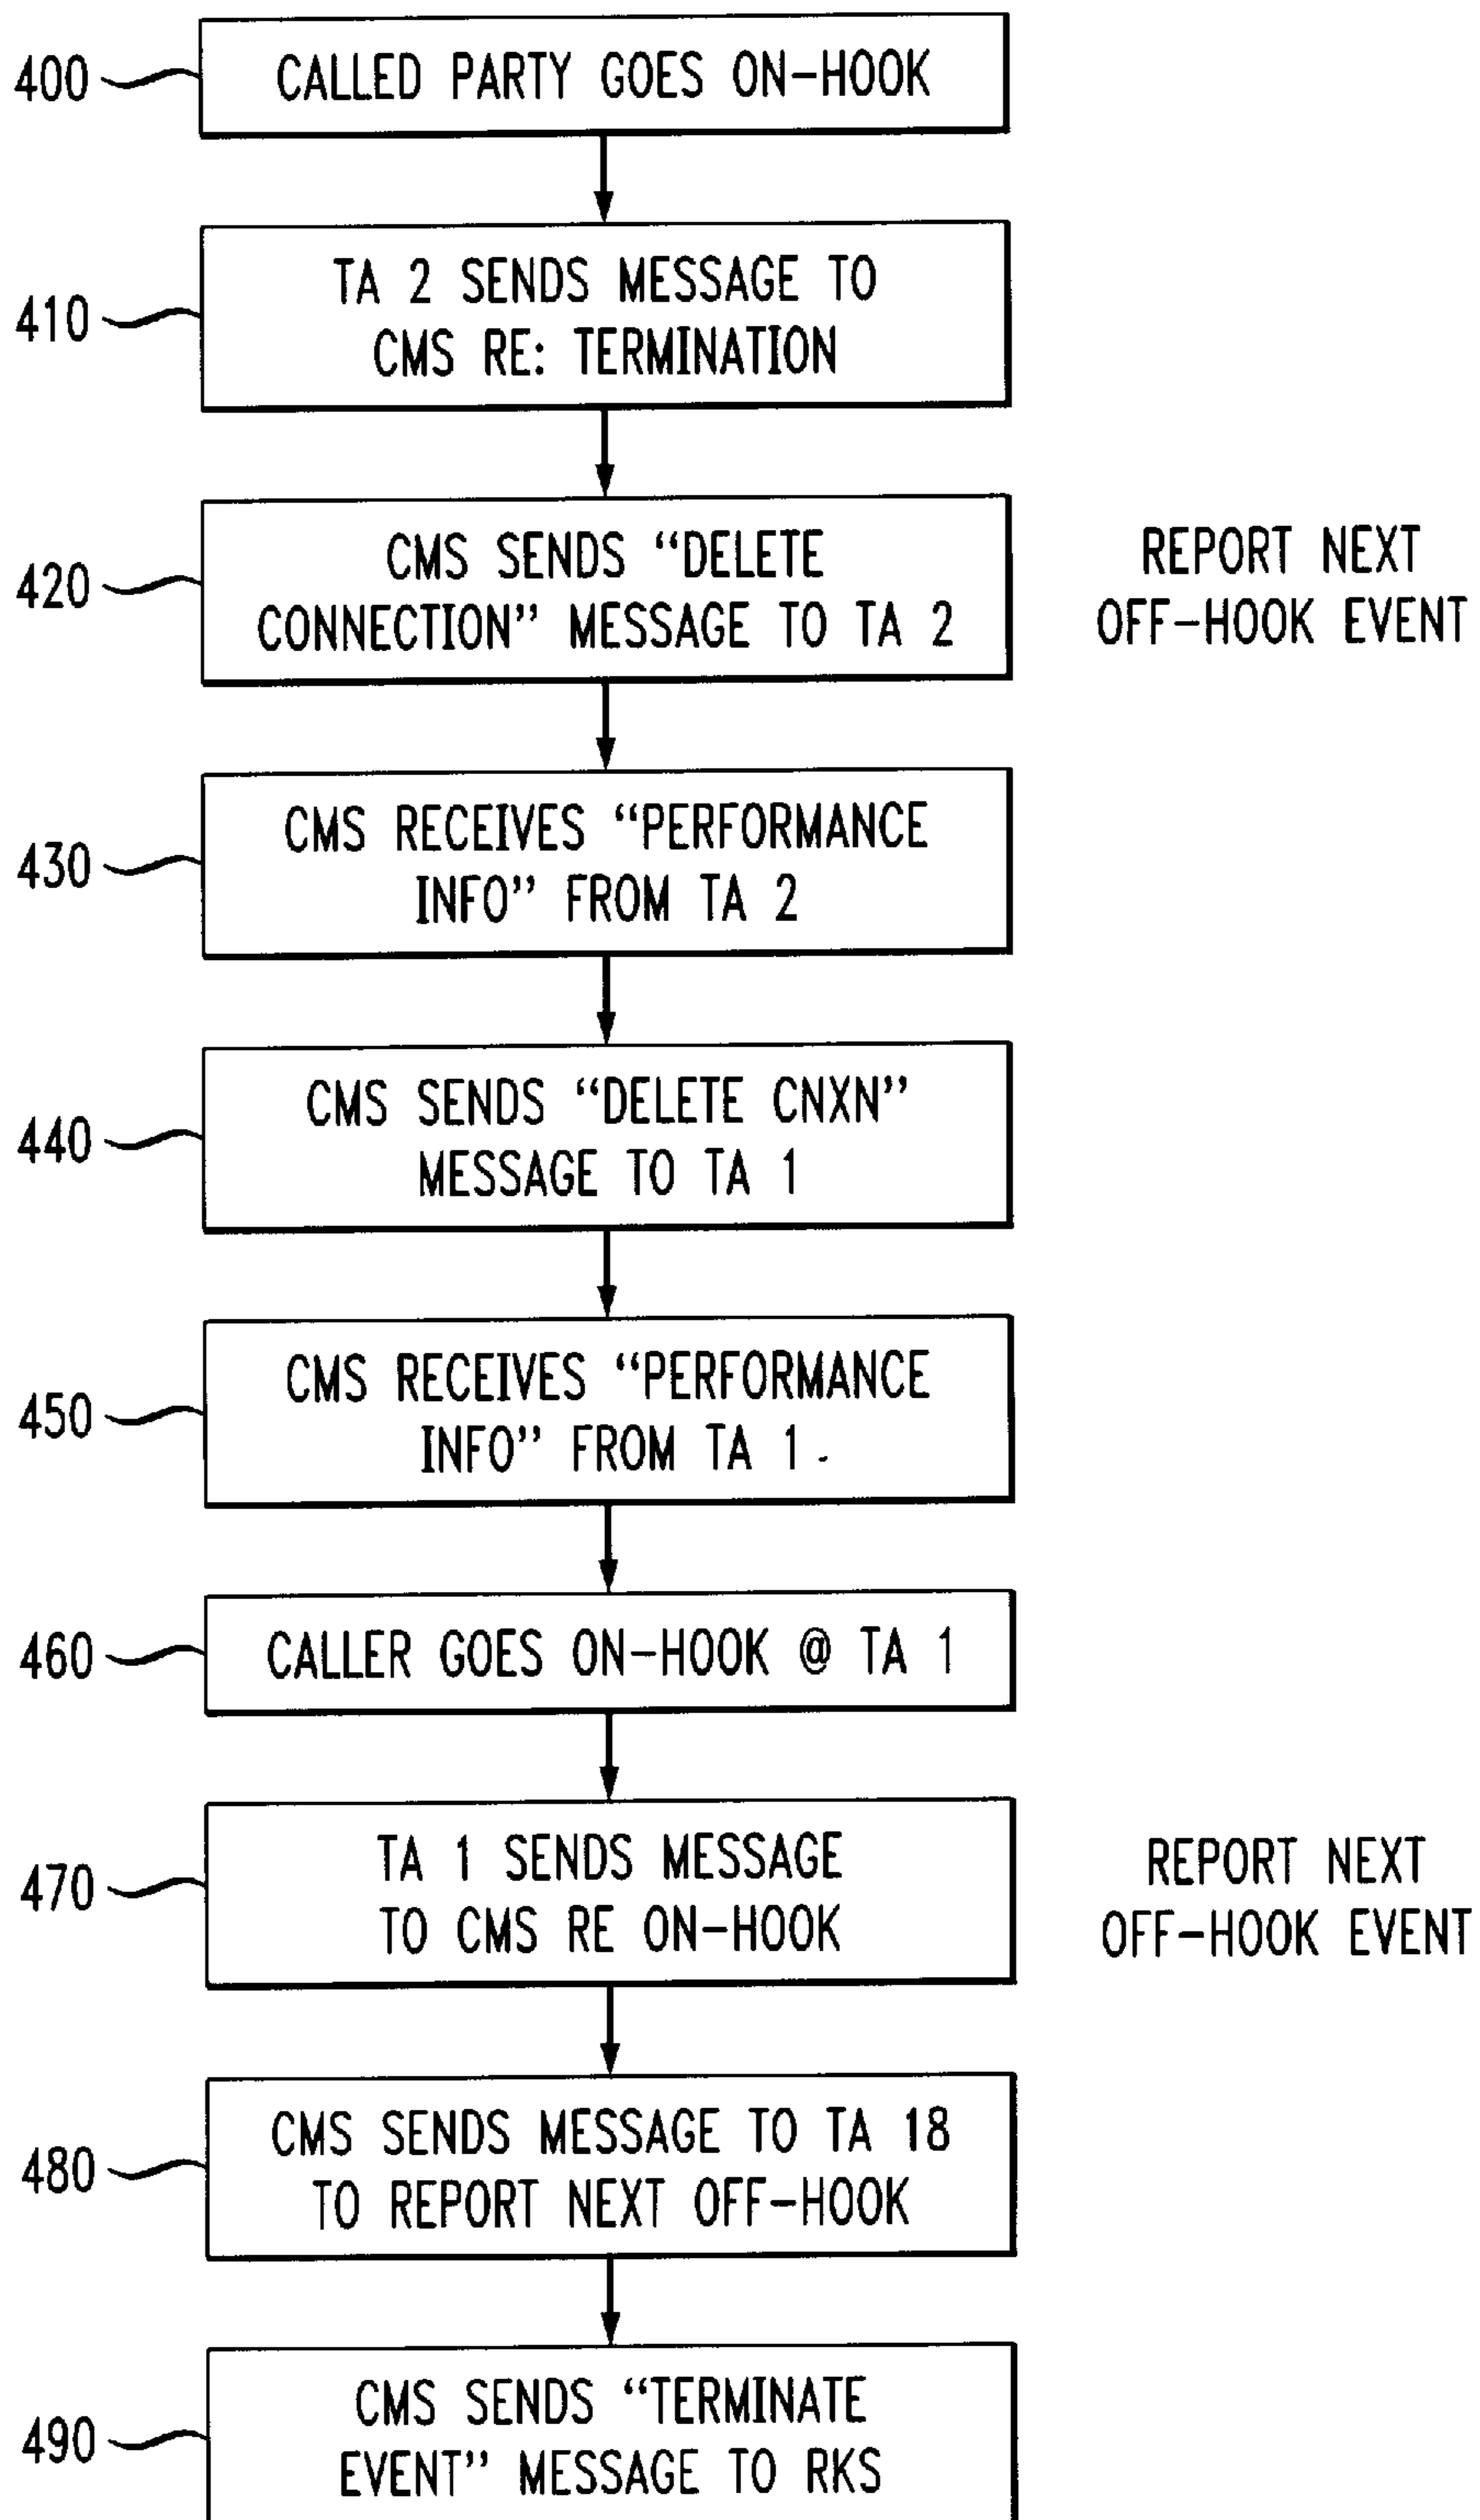 400
CALLED PARTY GOES ON-HOOK
410
TA 2 SENDS MESSAGE TO
CMS RE: TERMINATION
420
CMS SENDS “DELETE
CONNECTION” MESSAGE TO TA 2
REPORT NEXT
OFF-HOOK EVENT
430
CMS RECEIVES “PERFORMANCE
INFO” FROM TA 2
440
CMS SENDS “DELETE CNXN”
MESSAGE TO TA 1
450
CMS RECEIVES “PERFORMANCE
INFO” FROM TA 1.
460
CALLER GOES ON-HOOK @ TA 1
470
TA 1 SENDS MESSAGE
TO CMS RE ON-HOOK
REPORT NEXT
OFF-HOOK EVENT
480
CMS SENDS MESSAGE TO TA 18
TO REPORT NEXT OFF-HOOK
490
CMS SENDS “TERMINATE
EVENT” MESSAGE TO RKS